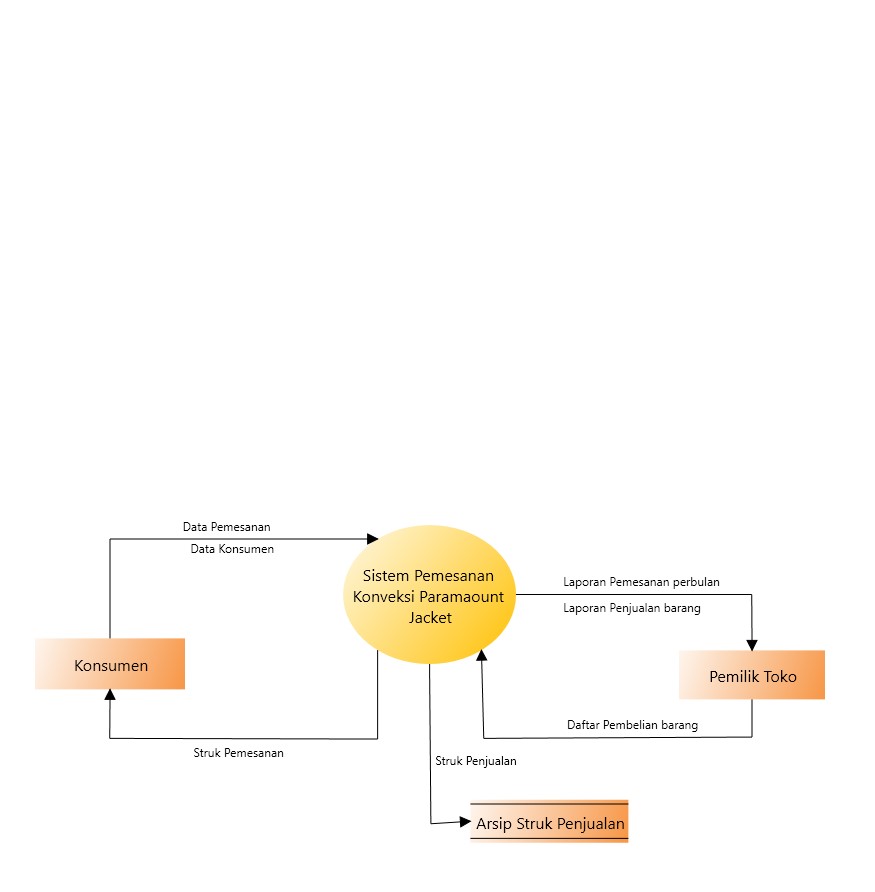 Data Pemesanan
Data Konsumen
Sistem Pemesanan
Konveksi Paramaount
Jacket
Laporan Pemesanan perbulan
Laporan Penjualan barang
Konsumen
Pemilik Toko
Daftar Pembelian barang
Struk Pemesanan
Struk Penjualan
Arsip Struk Penjualan